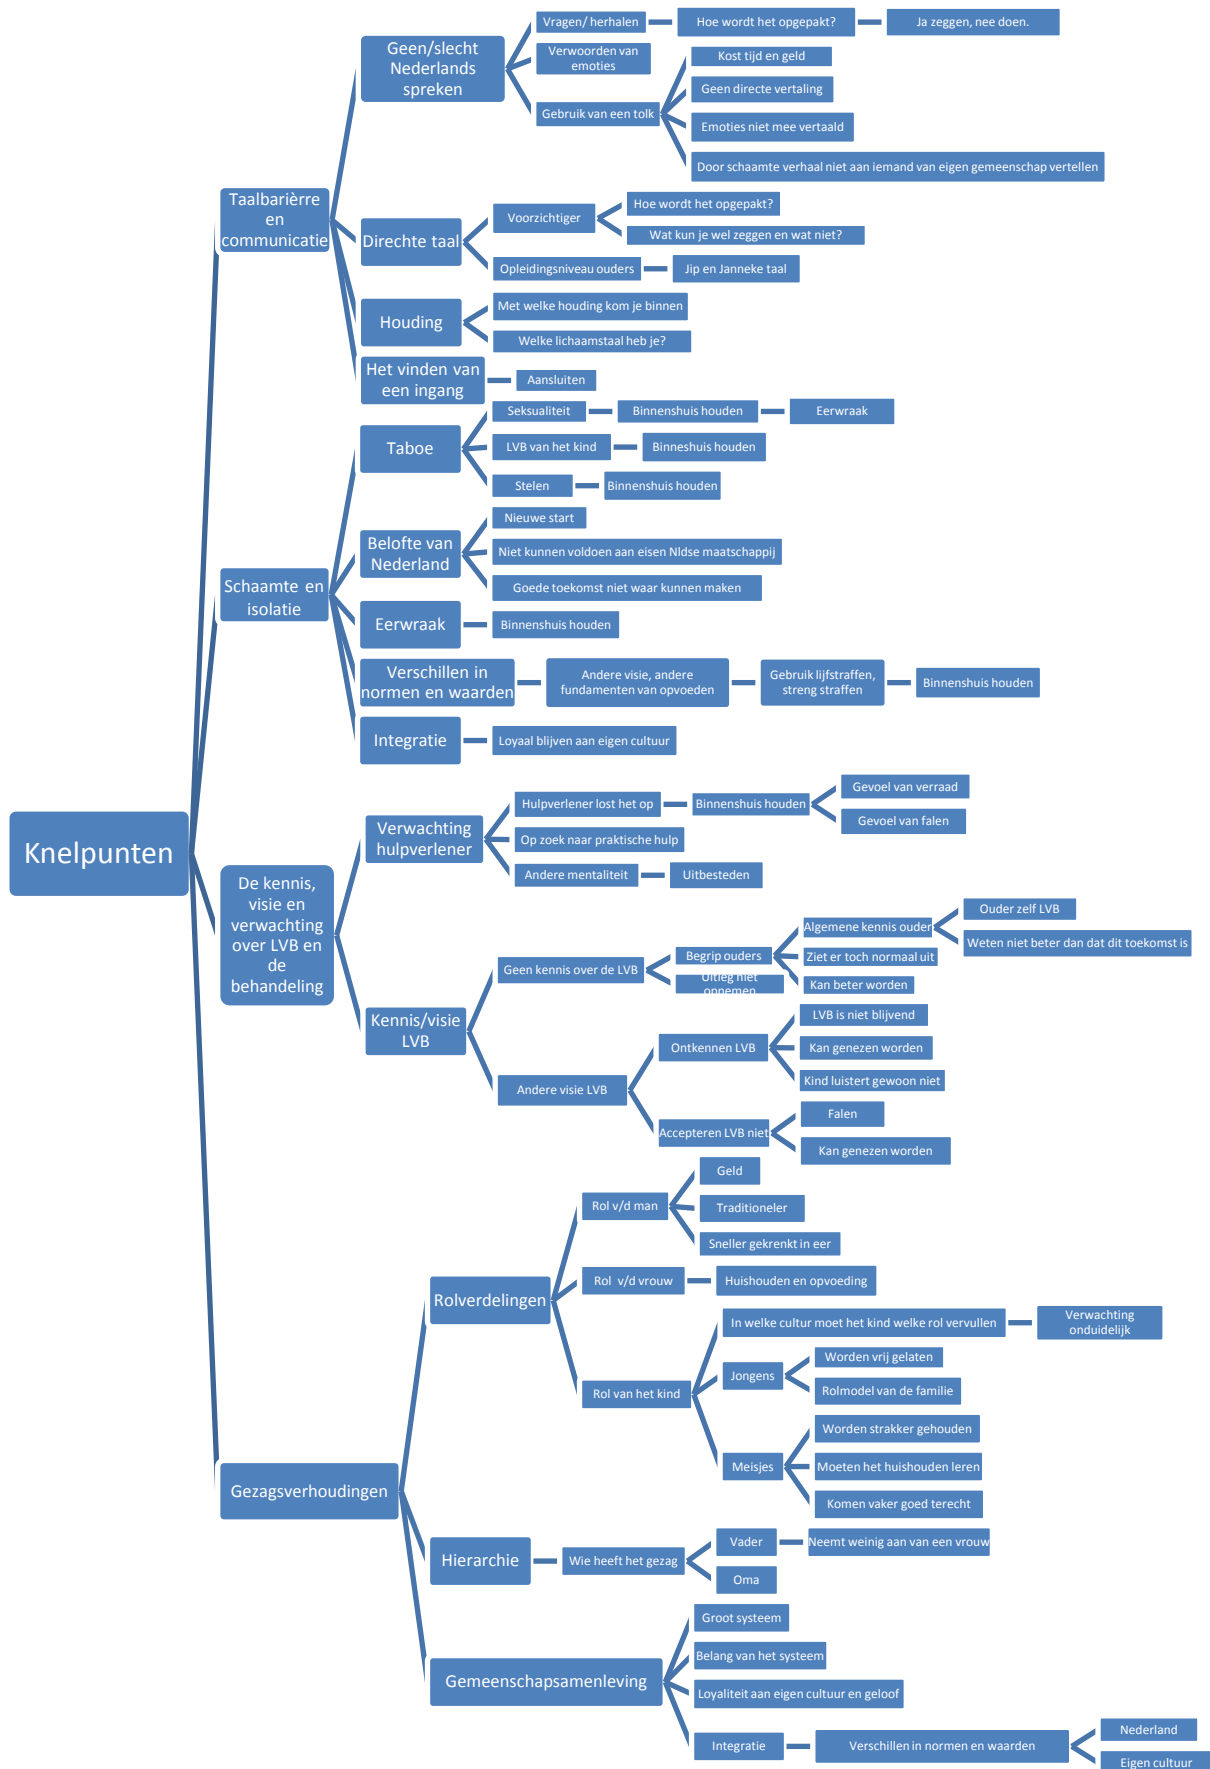 Knelpunten
Taalbarièrre
en
communicatie
Geen/slecht
Nederlands
spreken
Vragen/ herhalen
Hoe wordt het opgepakt?
Ja zeggen, nee doen.
Verwoorden van
emoties
Gebruik van een tolk
Kost tijd en geld
Geen directe vertaling
Emoties niet mee vertaald
Door schaamte verhaal niet aan iemand van eigen gemeenschap vertellen
Directe taal
Voorzichtiger
Hoe wordt het opgepakt?
Wat kun je wel zeggen en wat niet?
Opleidingsniveau ouders
Jip en Janneke taal
Houding
Met welke houding kom je binnen
Welke lichaamstaal heb je?
Het vinden van
een ingang
Aansluiten
Schaamte en
isolatie
Taboe
Seksualiteit
Binnenshuis houden
Eerwraak
LVB van het kind
Binneshuis houden
Stelen
Binnenshuis houden
Belofte van
Nederland
Nieuwe start
Niet kunnen voldoen aan eisen Nldse maatschappij
Goede toekomst niet waar kunnen maken
Eerwraak
Binnenshuis houden
Verschillen in
normen en waarden
Andere visie, andere
fundamenten van opvoeden
Gebruik lijfstraffen,
streng straffen
Binnenshuis houden
Integratie
Loyaal blijven aan eigen cultuur
De kennis,
visie en
verwachting
over LVB en
de
behandeling
Verwachting
hulpverlener
Hulpverlener lost het op
Binnenshuis houden
Gevoel van verraad
Gevoel van falen
Op zoek naar praktische hulp
Andere mentaliteit
Uitbesteden
Kennis/visie
LVB
Geen kennis over de LVB
Begrip ouders
Algemene kennis ouder
Ouder zelf LVB
Weten niet beter dan dat dit toekomst is
Ziet er toch normaal uit
Kan beter worden
Uitleg niet
opnemen
Andere visie LVB
Ontkennen LVB
LVB is niet blijvend
Kan genezen worden
Kind luistert gewoon niet
Accepteren LVB niet
Falen
Kan genezen worden
Gezagsverhoudingen
Rolverdelingen
Rol v/d man
Geld
Traditioneler
Sneller gekrenkt in eer
Rol v/d vrouw
Huishouden en opvoeding
Rol van het kind
In welke cultur moet het kind welke rol vervullen
Verwachting
onduidelijk
Jongens
Worden vrij gelaten
Rolmodel van de familie
Meisjes
Worden strakker gehouden
Moeten het huishouden leren
Komen vaker goed terecht
Hierarchie
Wie heeft het gezag
Vader
Neemt weinig aan van een vrouw
Oma
Gemeenschapsamenleving
Groot systeem
Belang van het systeem
Loyaliteit aan eigen cultuur en geloof
Integratie
Verschillen in normen en waarden
Nederland
Eigen cultuur